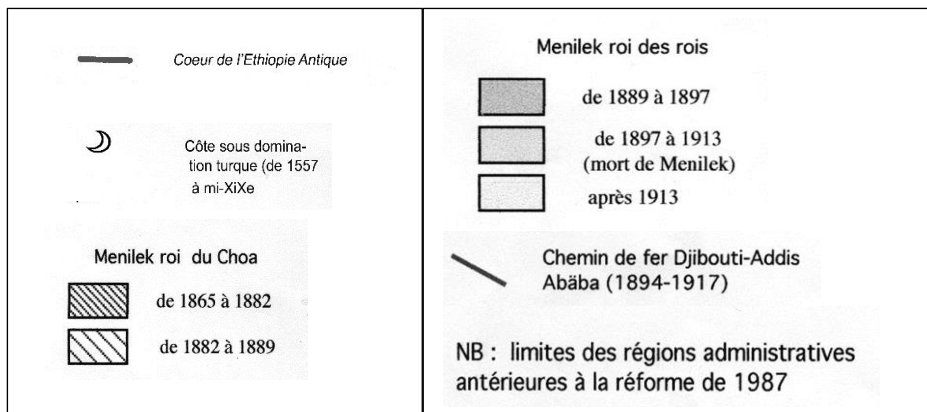 Coeur de l'Ethiopie Antique
Côte sous domina-
tion turque (de 1557
à mi-XiXe
Menilek roi du Choa
de 1865 à 1882
de 1882 à 1889
Menilek roi des rois
de 1889 à 1897
de 1897 à 1913
(mort de Menilek)
après 1913
Chemin de fer Djibouti-Addis
Abäba (1894-1917)
NB : limites des régions administratives
antérieures à la réforme de 1987